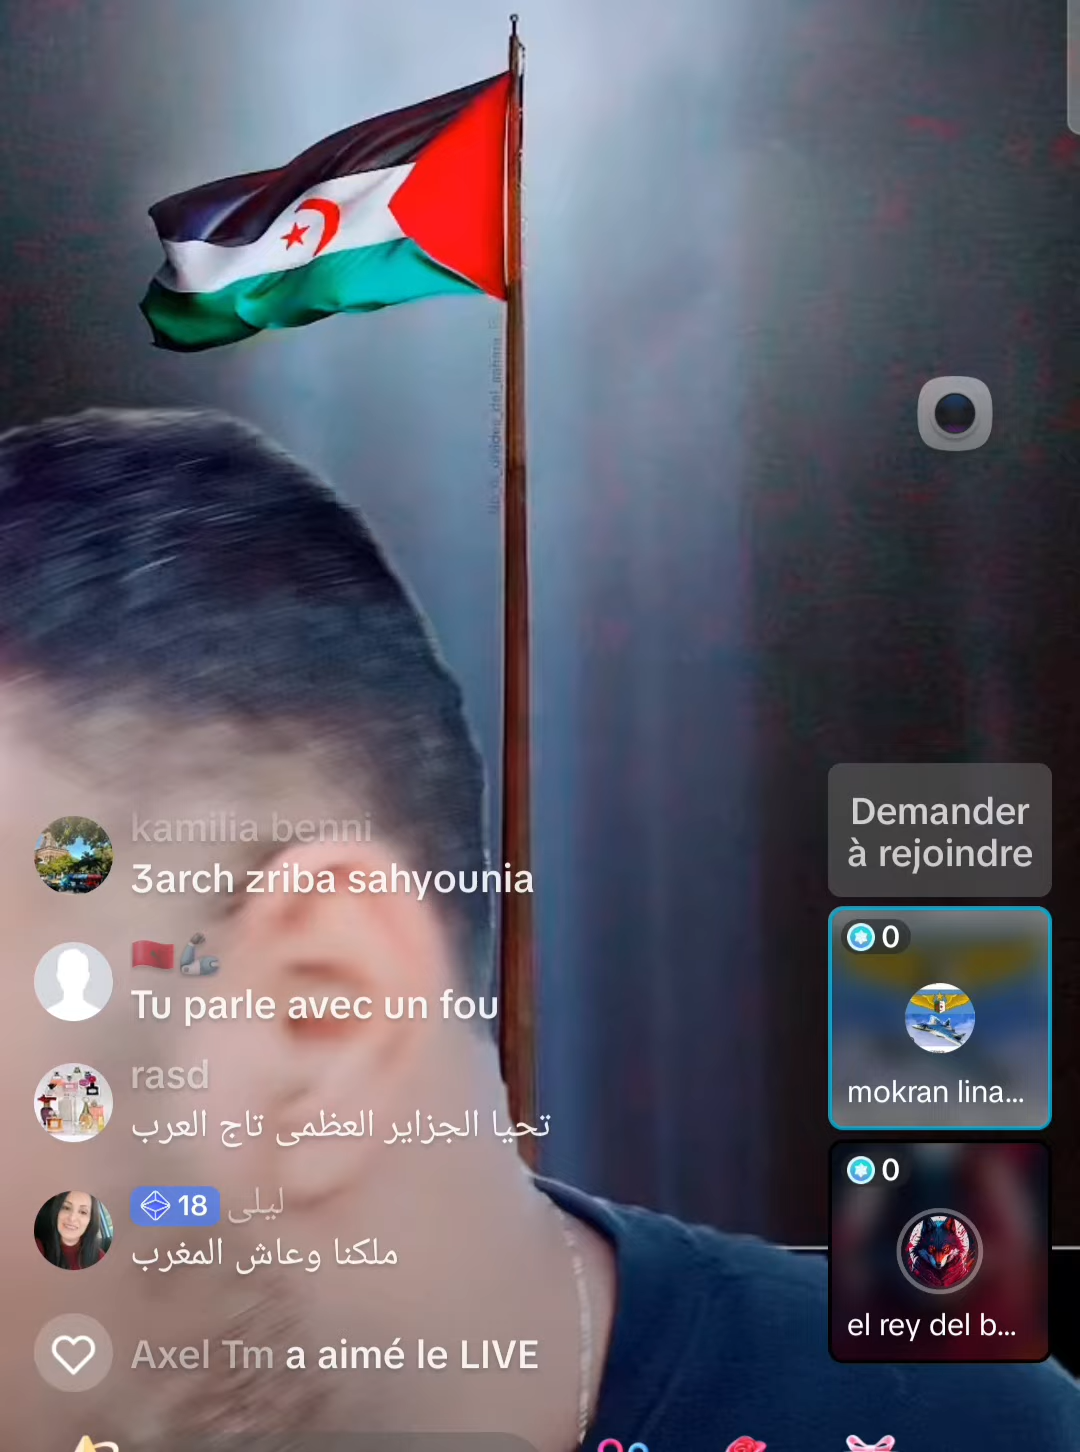 kamilia benni
3arch zriba sahyounia
Tu parle avec un fou
rasd
تحيا الجزاير العظمى تاج العرب
18 ليلى
ملكنا وعاش المغرب
Axel Tm a aimé le LIVE
Demander
à rejoindre
0
mokran lina...
0
el rey del b...